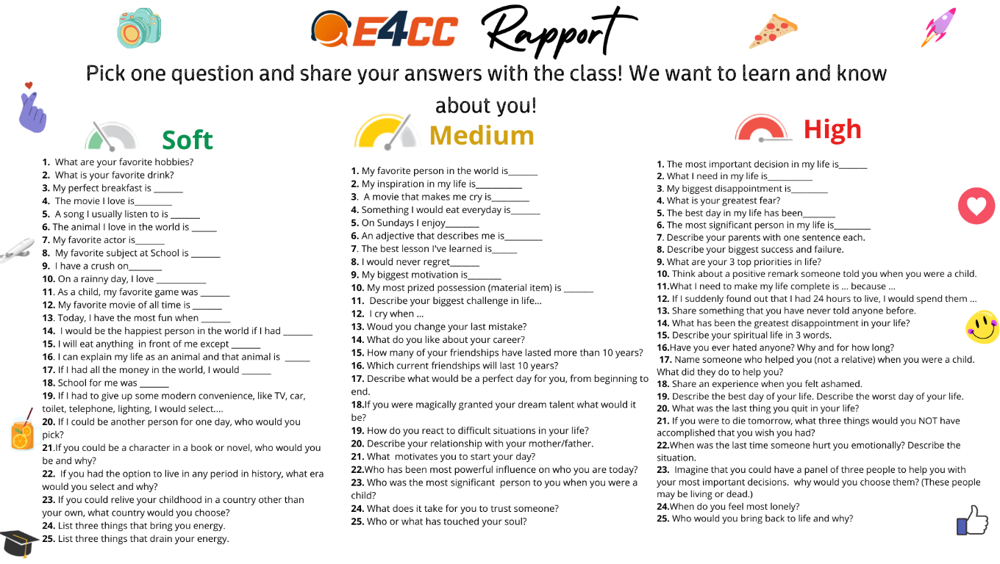 E4CC Rapport
Pick one question and share your answers with the class! We want to learn and know
about you!
Soft
1. What are your favorite hobbies?
2. What is your favorite drink?
3. My perfect breakfast is _______
4. The movie I love is_________
5. A song I usually listen to is _______
6. The animal I love in the world is ______
7. My favorite actor is_______
8. My favorite subject at School is _______
9. I have a crush on________
10. On a rainny day, I love ____________
11. As a child, my favorite game was _______
12. My favorite movie of all time is _______
13. Today, I have the most fun when _______
14. I would be the happiest person in the world if I had _______
15. I will eat anything in front of me except _______
16. I can explain my life as an animal and that animal is ______
17. If I had all the money in the world, I would _______
18. School for me was _______
19. If I had to give up some modern convenience, like TV, car,
toilet, telephone, lighting, I would select....
20. If I could be another person for one day, who would you
pick?
21.If you could be a character in a book or novel, who would you
be and why?
22. If you had the option to live in any period in history, what era
would you select and why?
23. If you could relive your childhood in a country other than
your own, what country would you choose?
24. List three things that bring you energy.
25. List three things that drain your energy.
Medium
1. My favorite person in the world is_______
2. My inspiration in my life is___________
3. A movie that makes me cry is_________
4. Something I would eat everyday is_______
5. On Sundays I enjoy________
6. An adjective that describes me is_________
7. The best lesson I've learned is______
8. I would never regret_______
9. My biggest motivation is________
10. My most prized possession (material item) is _______
11. Describe your biggest challenge in life...
12. I cry when ...
13. Woud you change your last mistake?
14. What do you like about your career?
15. How many of your friendships have lasted more than 10 years?
16. Which current friendships will last 10 years?
17. Describe what would be a perfect day for you, from beginning to
end.
18.If you were magically granted your dream talent what would it
be?
19. How do you react to difficult situations in your life?
20. Describe your relationship with your mother/father.
21. What motivates you to start your day?
22.Who has been most powerful influence on who you are today?
23. Who was the most significant person to you when you were a
child?
24. What does it take for you to trust someone?
25. Who or what has touched your soul?
High
1. The most important decision in my life is_______
2. What I need in my life is___________
3. My biggest disappointment is_________
4. What is your greatest fear?
5. The best day in my life has been________
6. The most significant person in my life is_________
7. Describe your parents with one sentence each.
8. Describe your biggest success and failure.
9. What are your 3 top priorities in life?
10. Think about a positive remark someone told you when you were a child.
11.What I need to make my life complete is ... because ...
12. If I suddenly found out that I had 24 hours to live, I would spend them ...
13. Share something that you have never told anyone before.
14. What has been the greatest disappointment in your life?
15. Describe your spiritual life in 3 words.
16.Have you ever hated anyone? Why and for how long?
17. Name someone who helped you (not a relative) when you were a child.
What did they do to help you?
18. Share an experience when you felt ashamed.
19. Describe the best day of your life. Describe the worst day of your life.
20. What was the last thing you quit in your life?
21. If you were to die tomorrow, what three things would you NOT have
accomplished that you wish you had?
22.When was the last time someone hurt you emotionally? Describe the
situation.
23. Imagine that you could have a panel of three people to help you with
your most important decisions. why would you choose them? (These people
may be living or dead.)
24.When do you feel most lonely?
25. Who would you bring back to life and why?